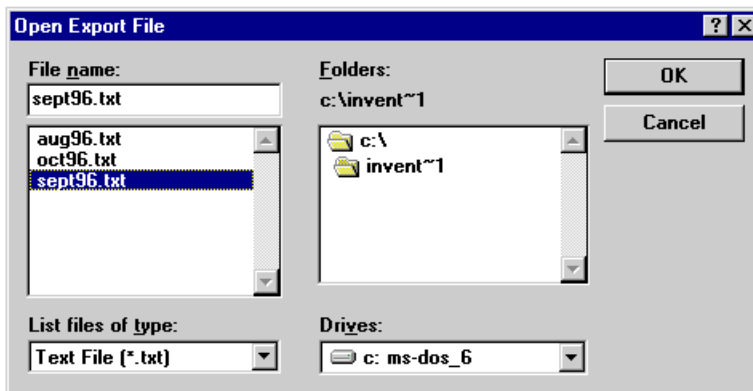 Open Export File
File name:
sept96.txt
aug96.txt
oct96.txt
sept96.txt
List files of type:
Text File (*.txt)
Folders:
c:\invent~1
c:\
invent~1
Drives:
c: ms-dos_6
OK
Cancel